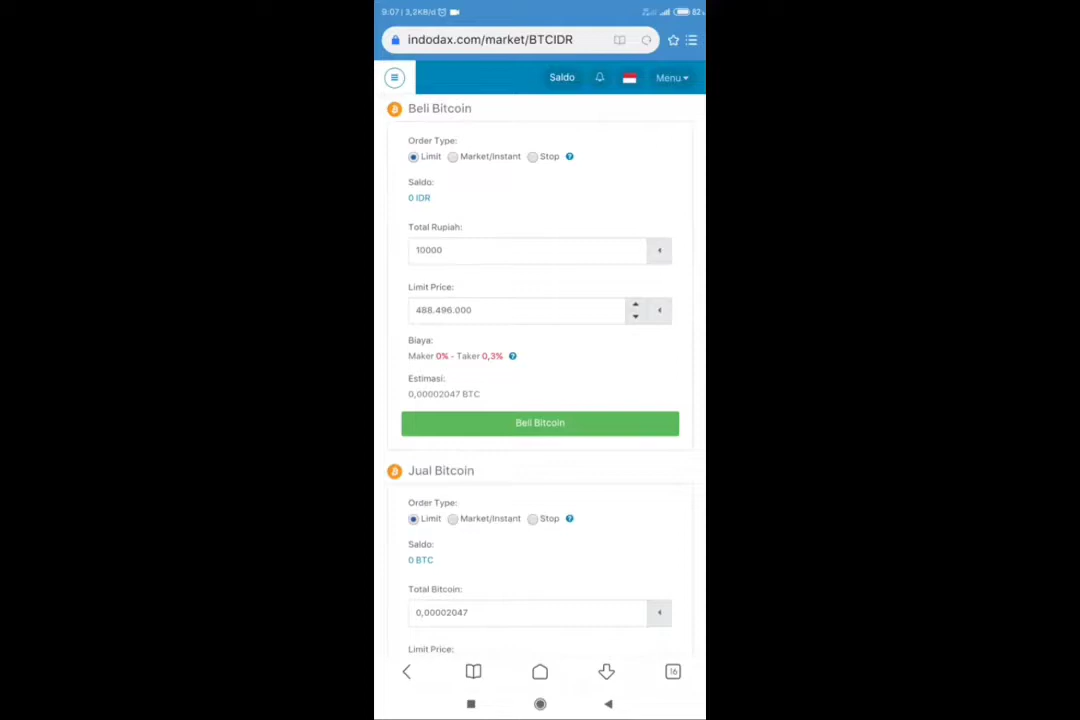 9:07 | 3,2KB/d
82
indodax.com/market/BTCIDR
Saldo
Menu
Beli Bitcoin
Order Type:
Limit Market/Instant Stop
Saldo:
0 IDR
Total Rupiah:
10000
Limit Price:
488.496.000
Biaya:
Maker 0% - Taker 0,3%
Estimasi:
0,00002047 BTC
Beli Bitcoin
Jual Bitcoin
Order Type:
Limit Market/Instant Stop
Saldo:
0 BTC
Total Bitcoin:
0,00002047
Limit Price:
16